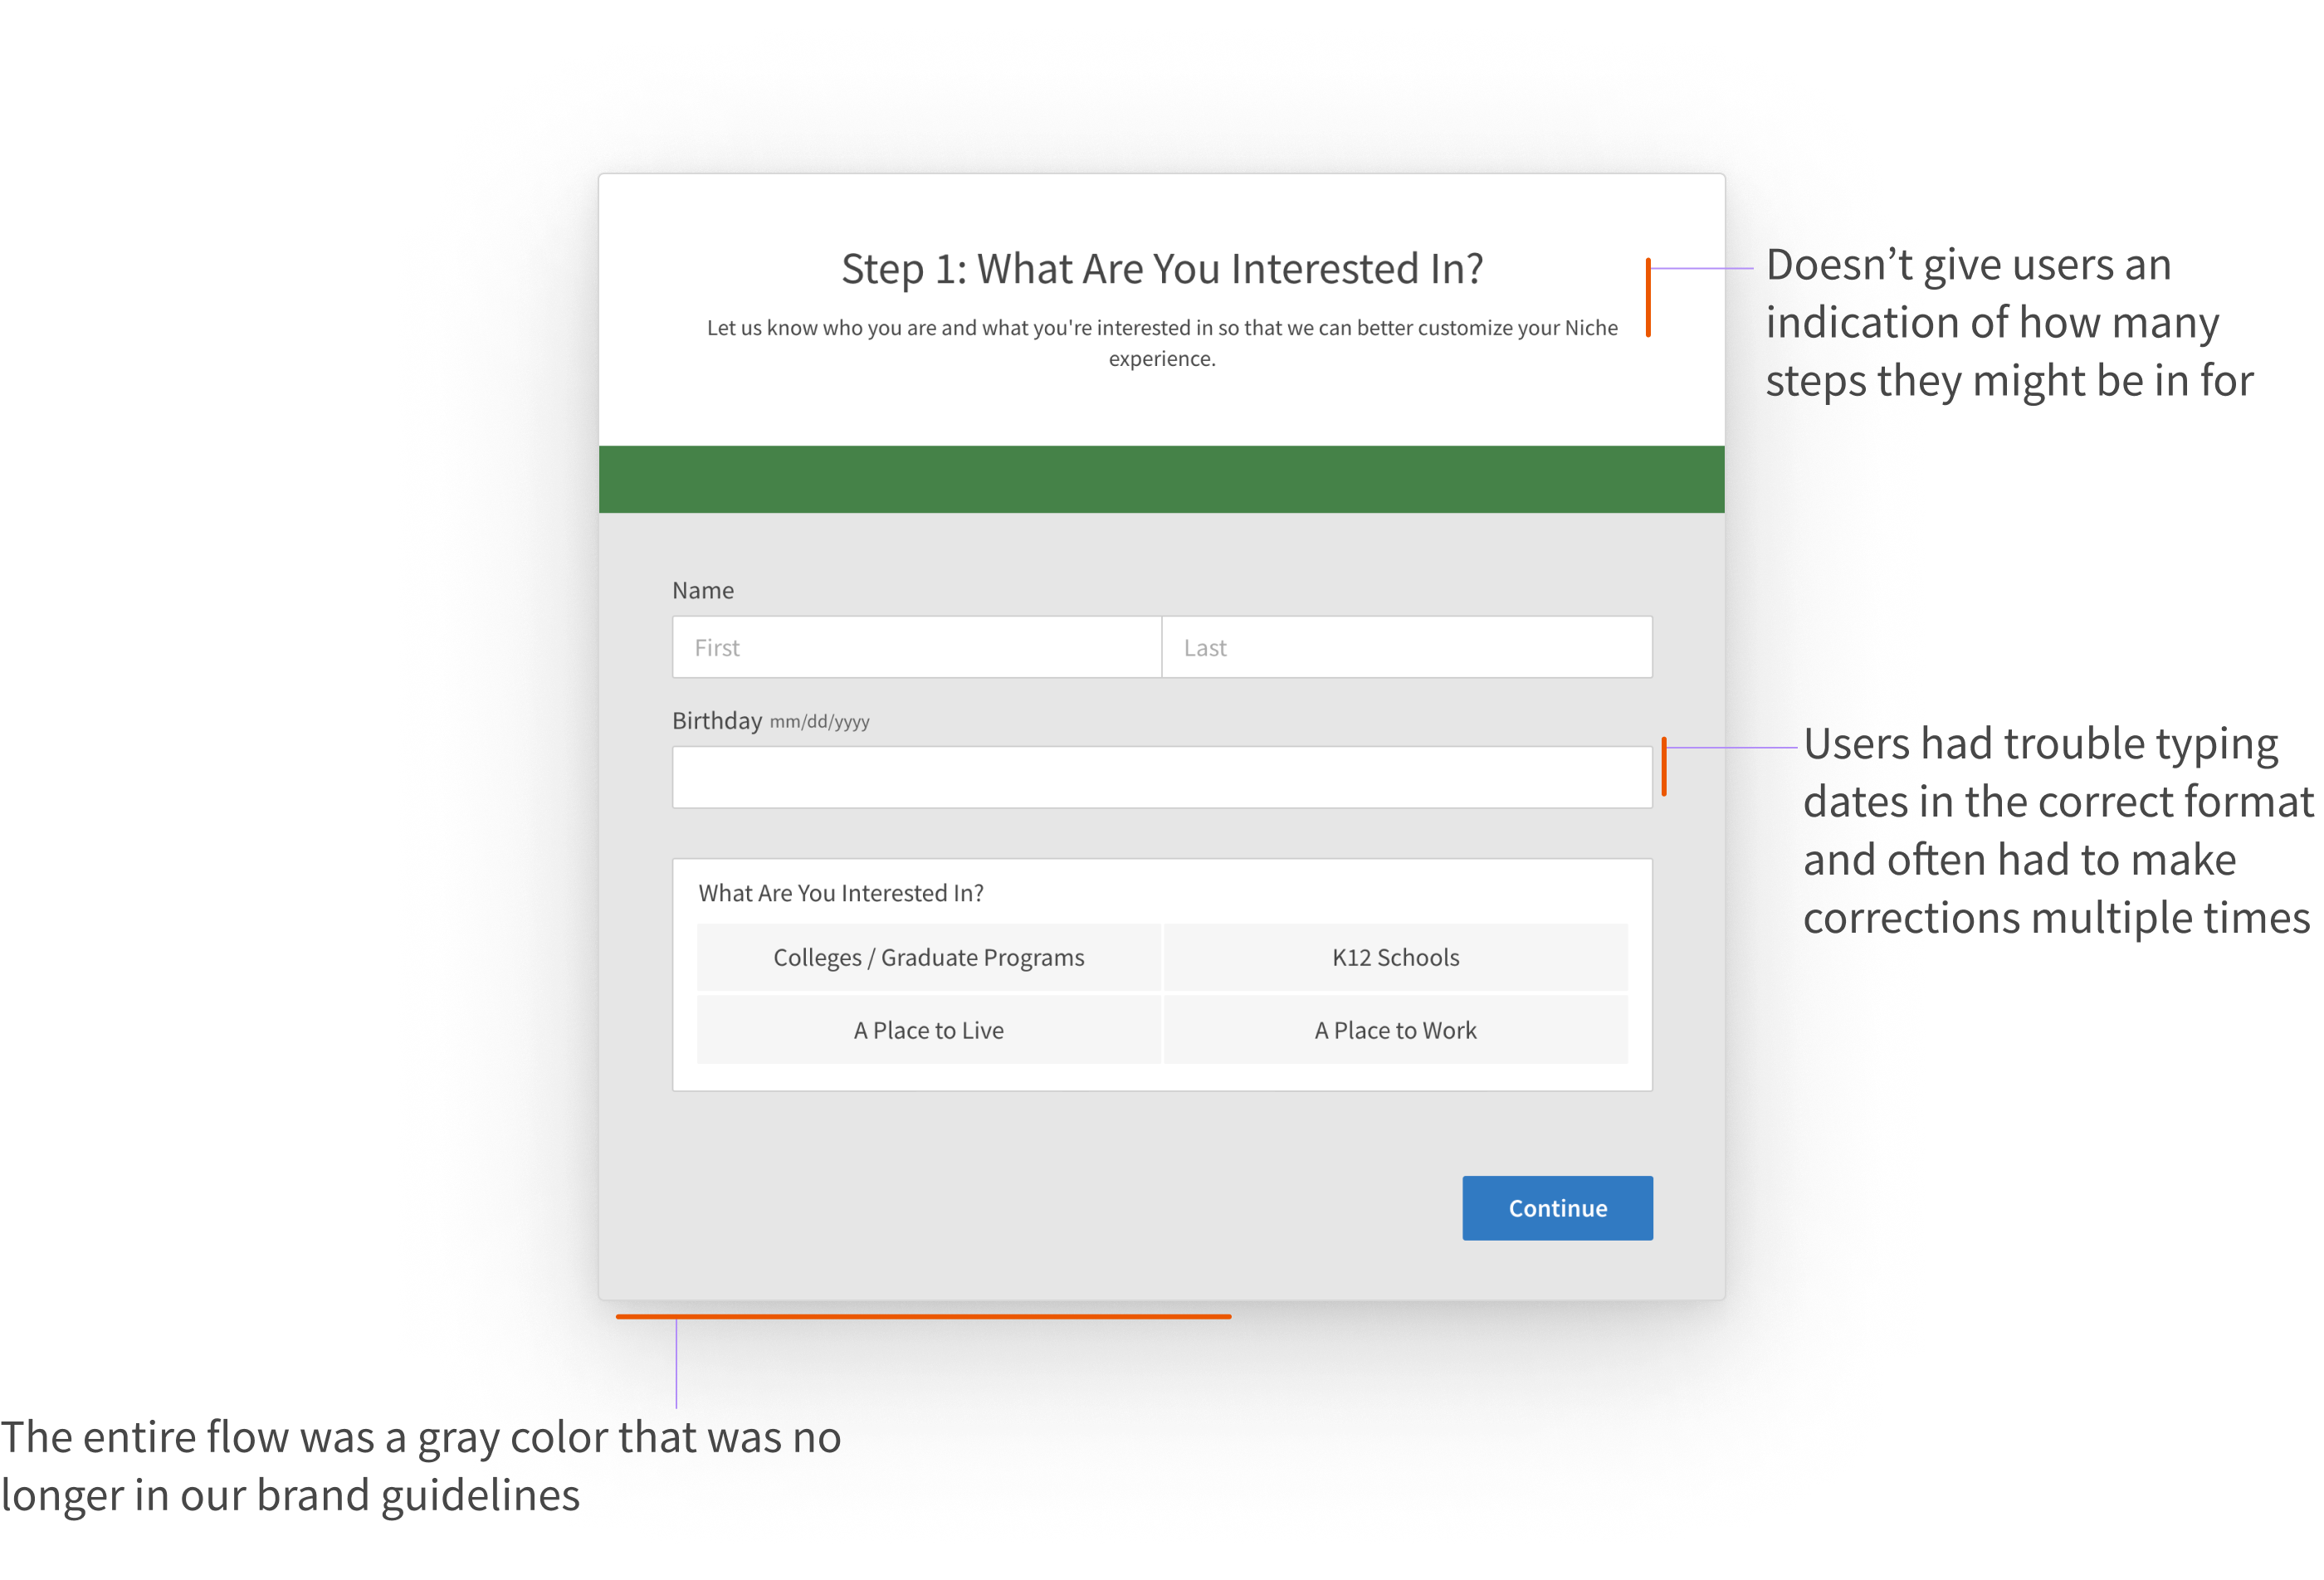 Step 1: What Are You Interested In?
Let us know who you are and what you're interested in so that we can better customize your Niche
experience.
Doesn’t give users an
indication of how many
steps they might be in for
Name
First
Last
Birthday mm/dd/yyyy
Users had trouble typing
dates in the correct format
and often had to make
corrections multiple times
What Are You Interested In?
Colleges / Graduate Programs
K12 Schools
A Place to Live
A Place to Work
Continue
The entire flow was a gray color that was no
longer in our brand guidelines